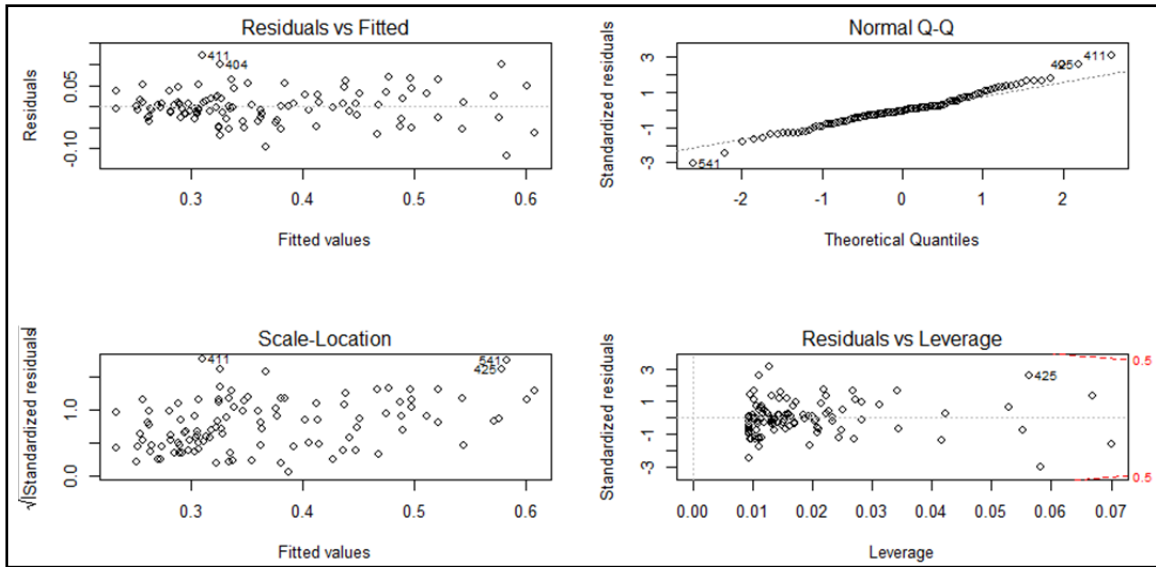 Residuals vs Fitted
Residuals
0.05
-0.10
411
404
0.3 0.4 0.5 0.6
Fitted values
Normal Q-Q
Standardized residuals
3
1
-1
-3
541
425
411
-2 -1 0 1 2
Theoretical Quantiles
Scale-Location
√|Standardized residuals|
1.0
0.0
411
541
425
0.3 0.4 0.5 0.6
Fitted values
Residuals vs Leverage
Standardized residuals
3
1
-1
-3
425
0.5
0.5
0.00 0.01 0.02 0.03 0.04 0.05 0.06 0.07
Leverage